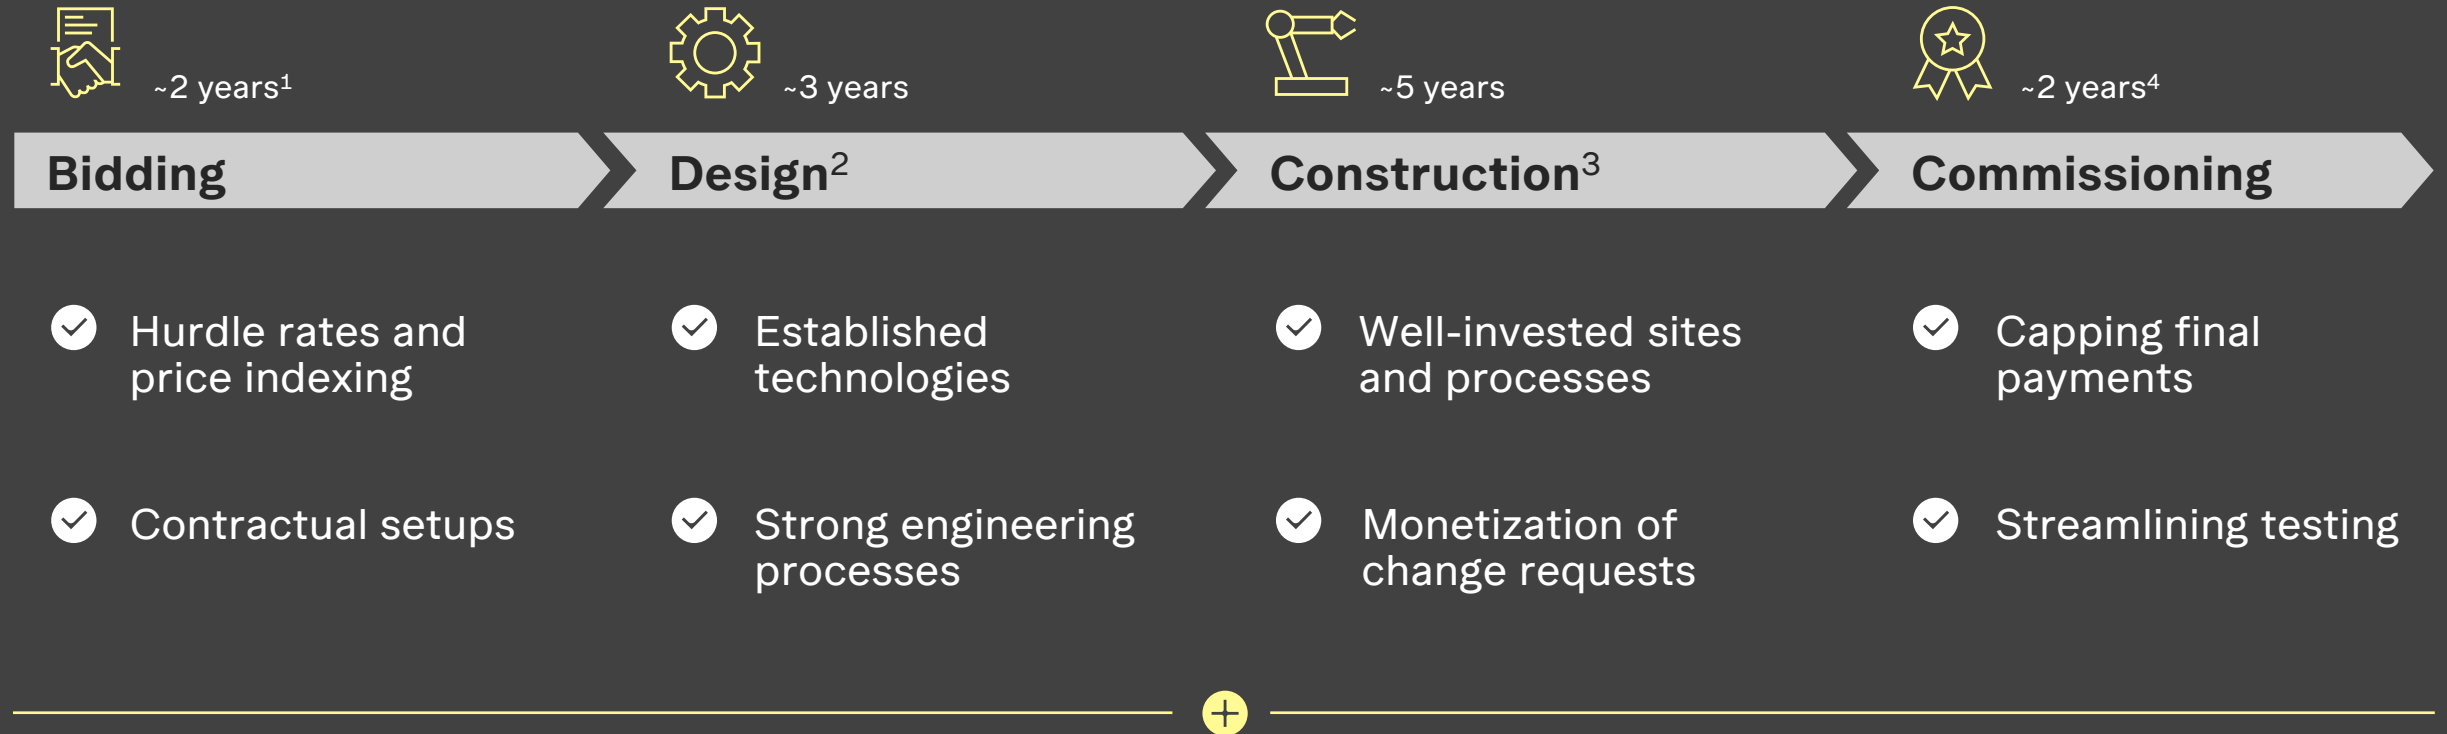 ~2 years¹
~3 years
~5 years
~2 years⁴
Bidding
Design²
Construction³
Commissioning
Hurdle rates and
price indexing
Contractual setups
Established
technologies
Strong engineering
processes
Well-invested sites
and processes
Monetization of
change requests
Capping final
payments
Streamlining testing